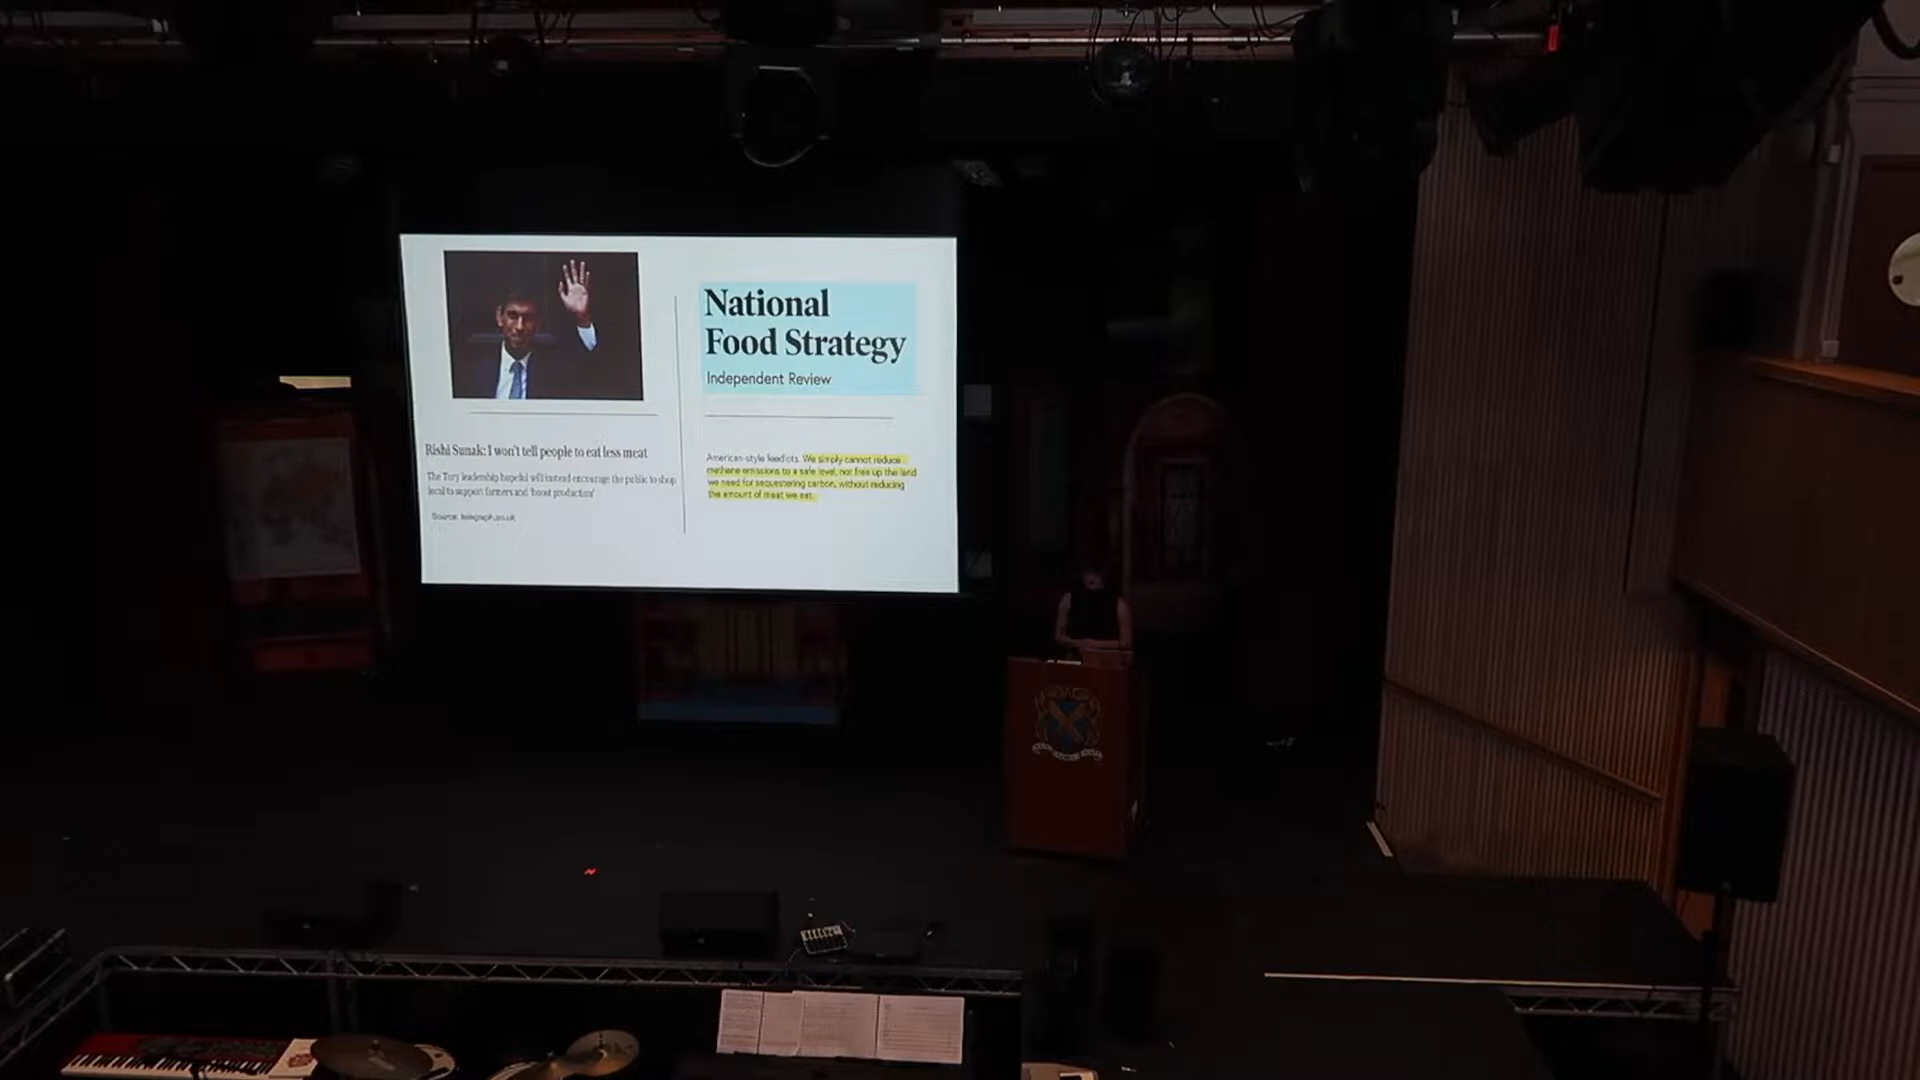 Rishi Sunak: I won't tell people to eat less meat
The Tory leadership hopeful will instead encourage the public to shop
local to support farmers and 'boost production'
Source: telegraph.co.uk
National
Food Strategy
Independent Review
American-style feedlots. We simply cannot reduce
methane emissions to a safe level, nor free up the land
we need for sequestering carbon, without reducing
the amount of meat we eat.